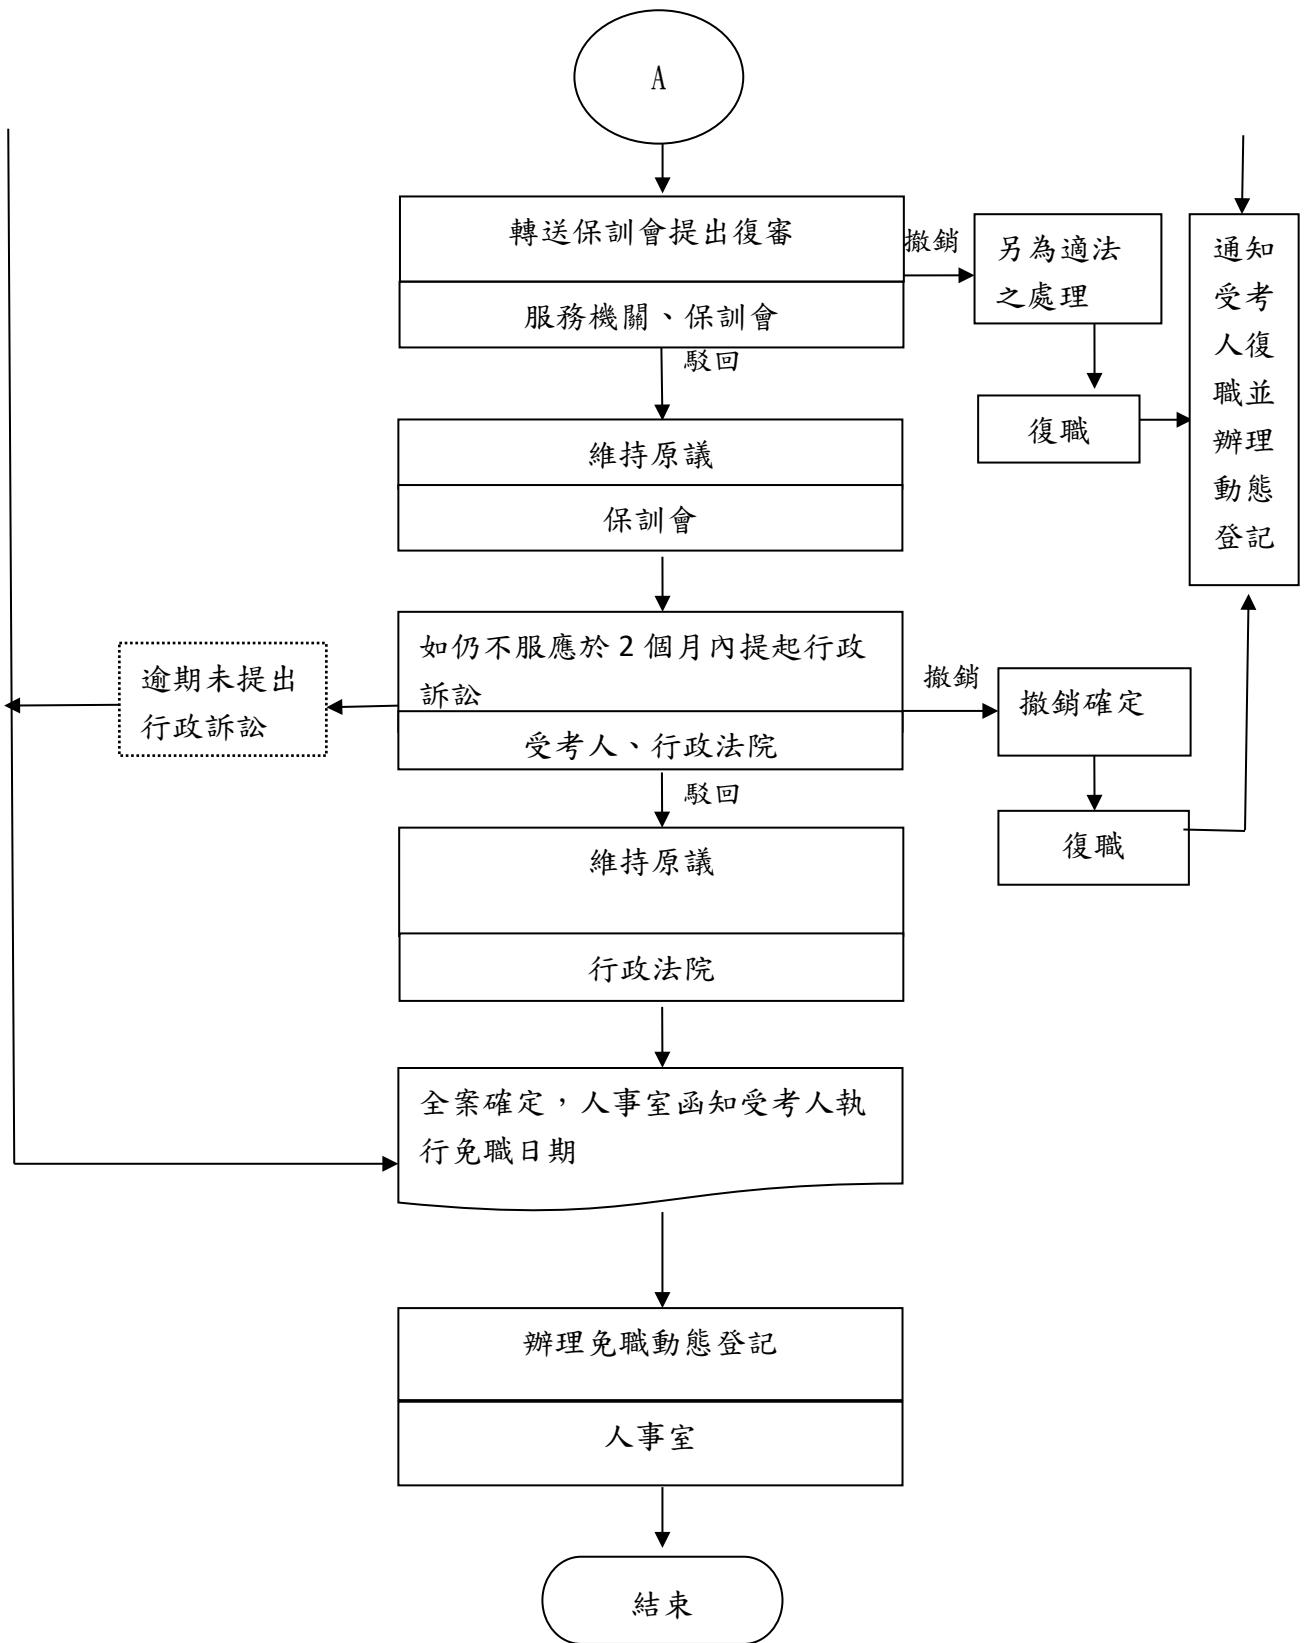 A
轉送保訓會提出復審
服務機關、保訓會
撤銷
另為適法
之處理
通知
受考
人復
職並
辦理
動態
登記
駁回
復職
維持原議
保訓會
如仍不服應於 2 個月內提起行政
訴訟
受考人、行政法院
逾期未提出
行政訴訟
撤銷
撤銷確定
駁回
復職
維持原議
行政法院
全案確定，人事室函知受考人執
行免職日期
辦理免職動態登記
人事室
結束